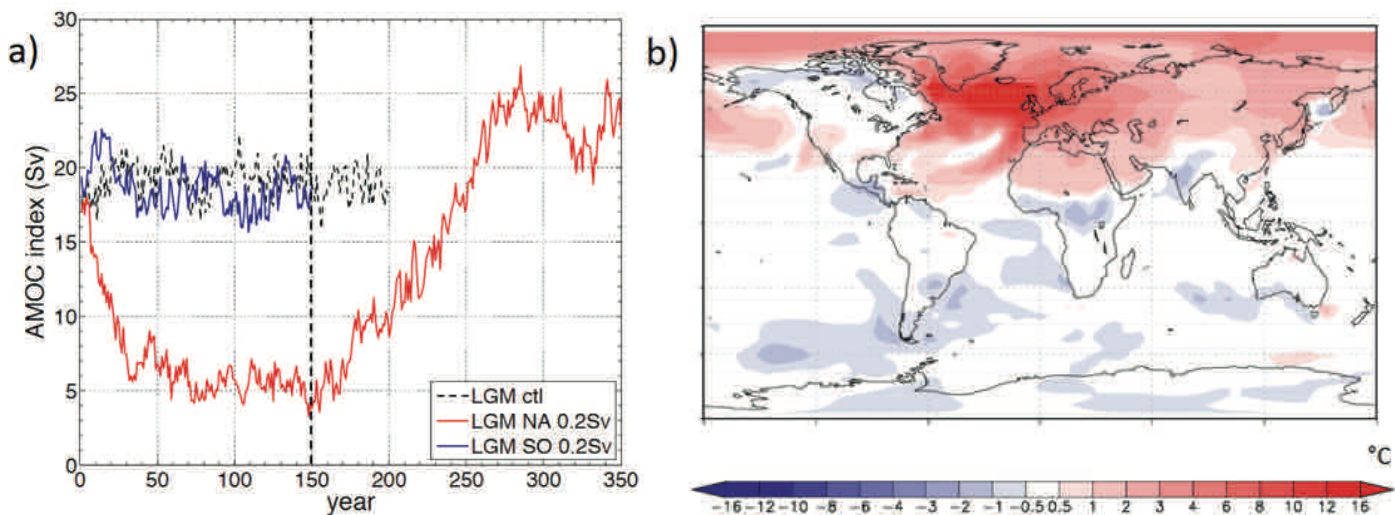 a)
AMOC index (Sv)
30
25
20
15
10
5
0
0 50 100 150 200 250 300 350
year
LGM ctl
LGM NA 0.2Sv
LGM SO 0.2Sv
b)
°C
-16 -12 -10 -8 -6 -4 -3 -2 -1 -0.5 0.5 1 2 3 4 6 8 10 12 16